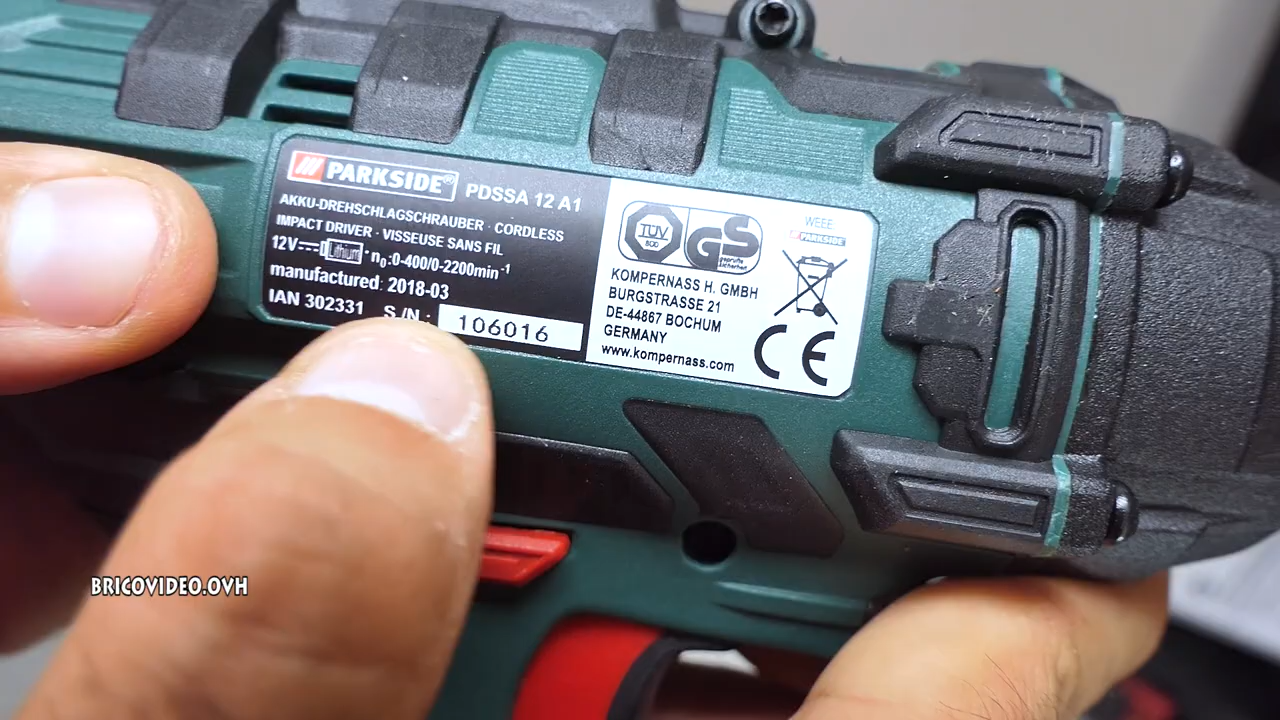 PARKSIDE® PDSSA 12 A1
AKKU-DREHSCHLAGSCHRAUBER · CORDLESS
IMPACT DRIVER · VISSEUSE SANS FIL
12V⎓ Lithium · n₀:0-400/0-2200min⁻¹
manufactured: 2018-03
IAN 302331 S./N.: 106016
TÜV
GS
geprüfte
Sicherheit
KOMPERNASS H. GMBH
BURGSTRASSE 21
DE-44867 BOCHUM
GERMANY
www.kompernass.com
WEEE
PARKSIDE
CE
BRICOVIDEO.OVH